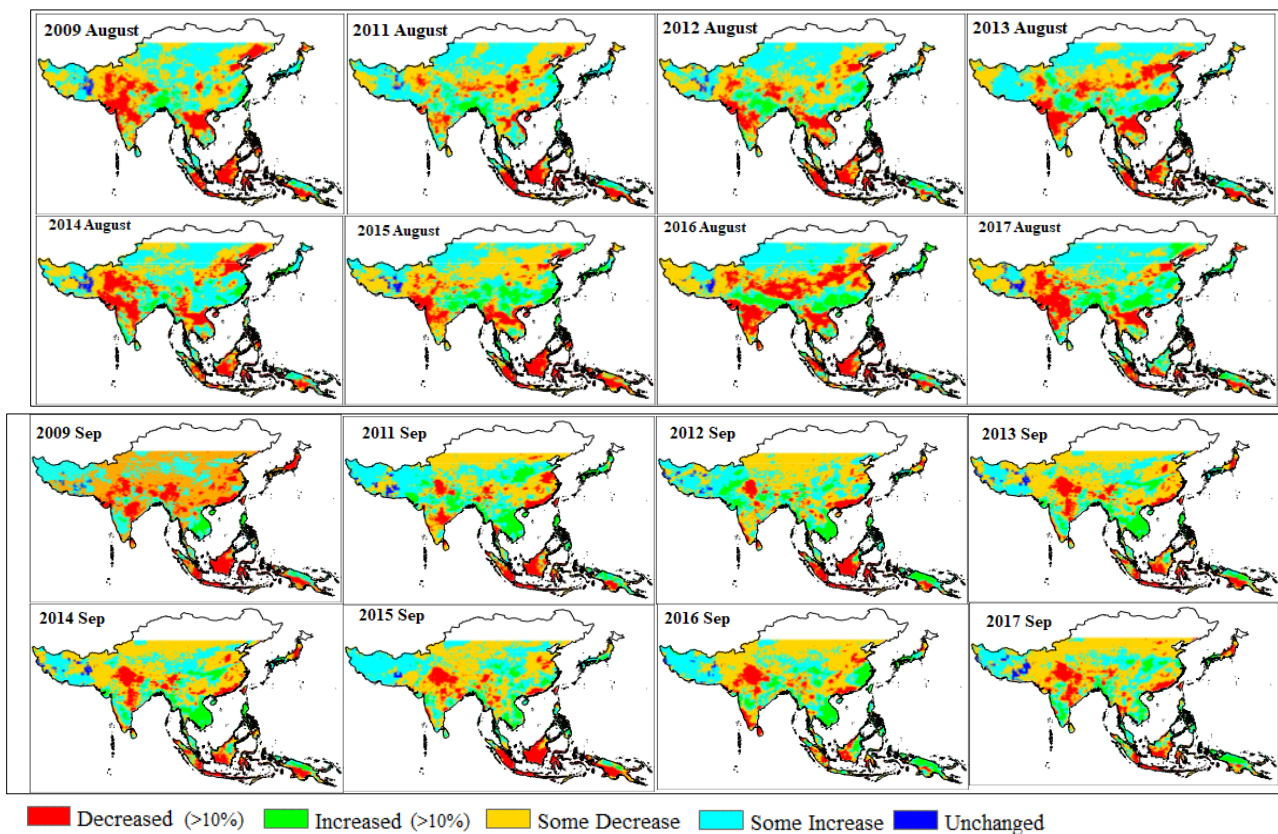 2009 August
2011 August
2012 August
2013 August
2014 August
2015 August
2016 August
2017 August
2009 Sep
2011 Sep
2012 Sep
2013 Sep
2014 Sep
2015 Sep
2016 Sep
2017 Sep
Decreased (>10%) Increased (>10%) Some Decrease Some Increase Unchanged